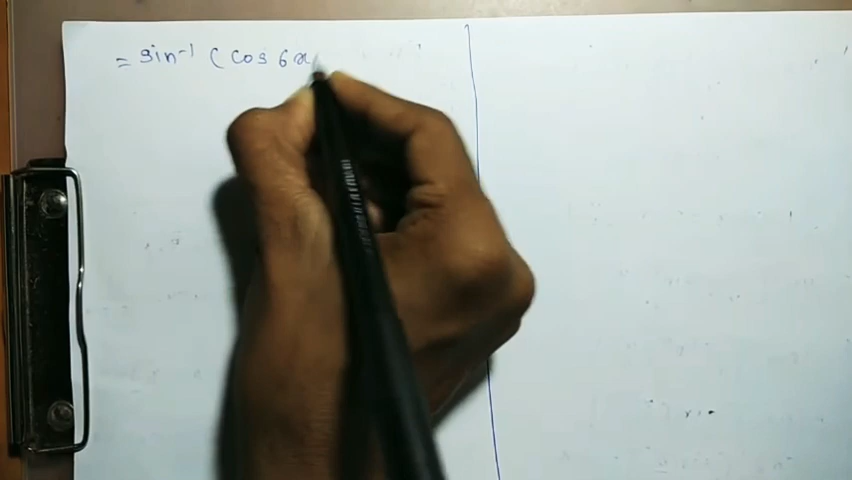 = sin⁻¹ ( cos 6x